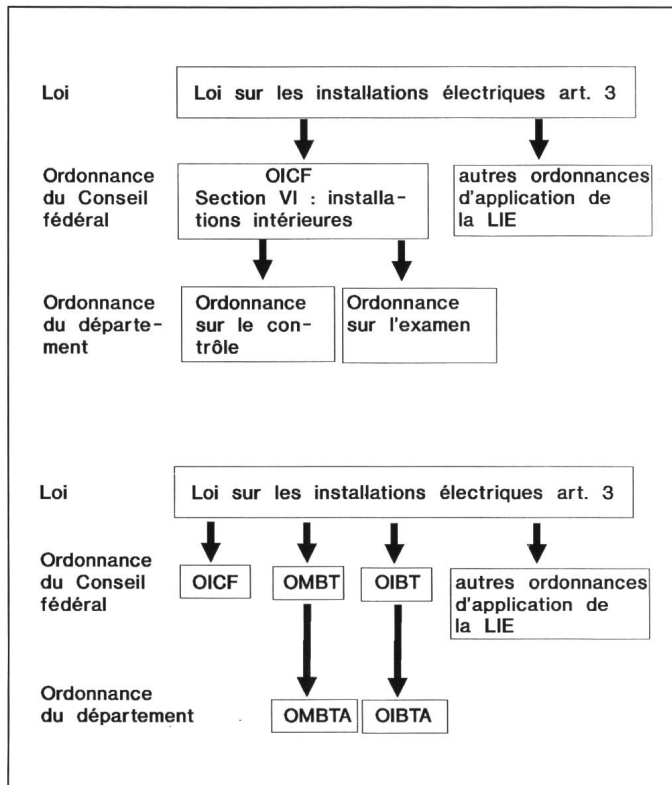 Loi
Loi sur les installations électriques art. 3
Ordonnance
du Conseil
fédéral
OICF
Section VI : installa-
tions intérieures
autres ordonnances
d'application de
la LIE
Ordonnance
du départe-
ment
Ordonnance
sur le con-
trôle
Ordonnance
sur l'examen
Loi
Loi sur les installations électriques art. 3
Ordonnance
du Conseil
fédéral
OICF
OMBT
OIBT
autres ordonnances
d'application de
la LIE
Ordonnance
du département
OMBTA
OIBTA